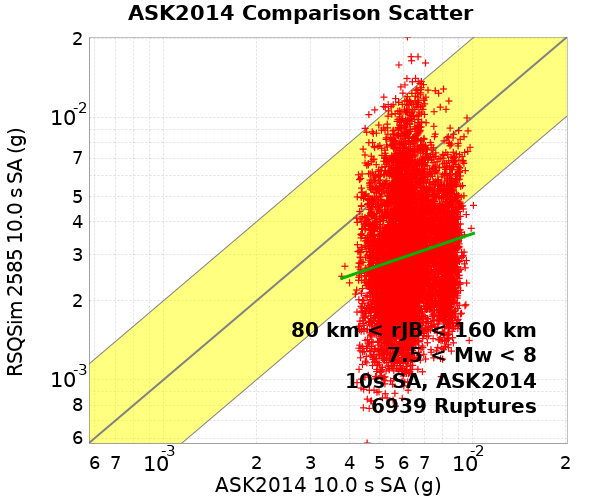 ASK2014 Comparison Scatter
RSQSim 2585 10.0 s SA (g)
2
10-2
7
5
4
3
2
10-3
8
6
80 km < rJB < 160 km
7.5 < Mw < 8
10s SA, ASK2014
6939 Ruptures
6 7 10-3 2 3 4 5 6 7 10-2 2
ASK2014 10.0 s SA (g)